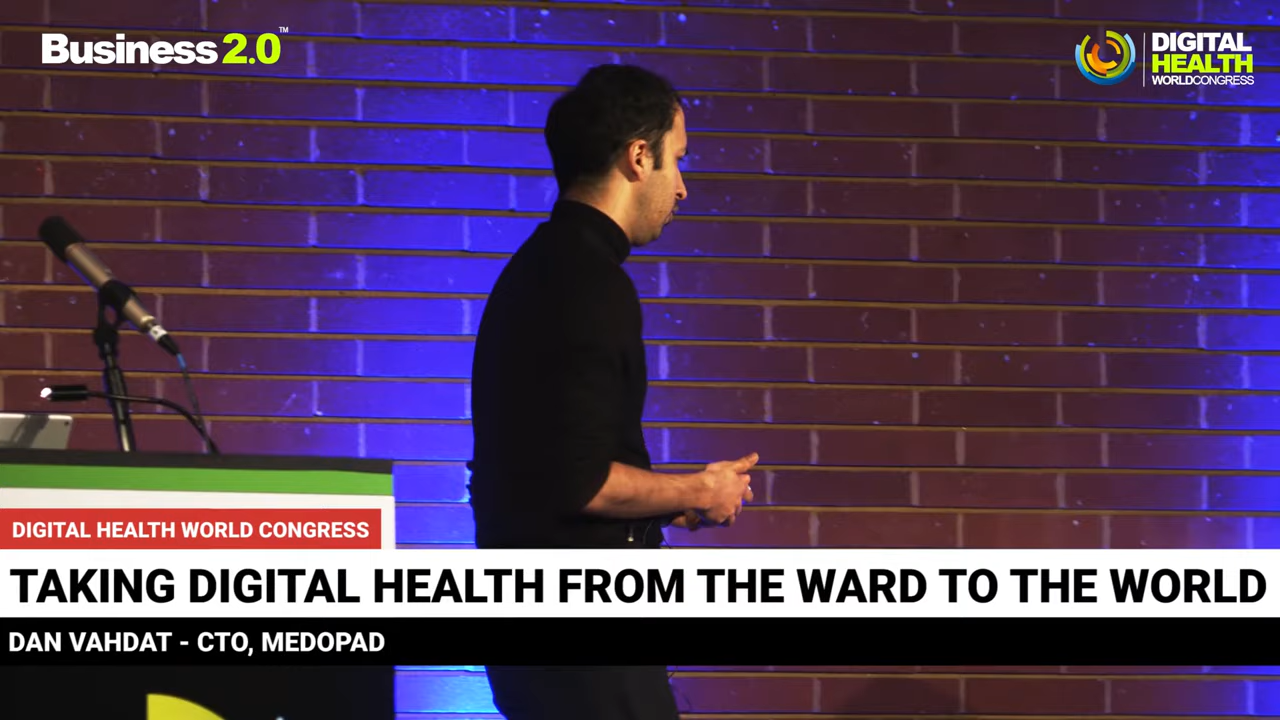 Business 2.0™
DIGITAL
HEALTH
WORLDCONGRESS
DIGITAL HEALTH WORLD CONGRESS
TAKING DIGITAL HEALTH FROM THE WARD TO THE WORLD
DAN VAHDAT - CTO, MEDOPAD